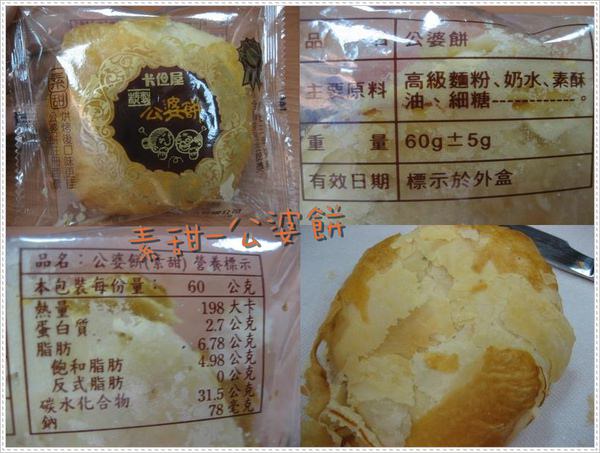 卡但屋
公婆餅
素甜
品 名 公婆餅
主要原料 高級麵粉、奶水、素酥
油、細糖------------。
重 量 60g±5g
有效日期 標示於外盒
素甜-公婆餅
品名：公婆餅(素甜) 營養標示
本包裝每份量： 60 公克
熱量 198 大卡
蛋白質 2.7 公克
脂肪 6.78 公克
飽和脂肪 4.98 公克
反式脂肪 0 公克
碳水化合物 31.5 公克
鈉 78 毫克